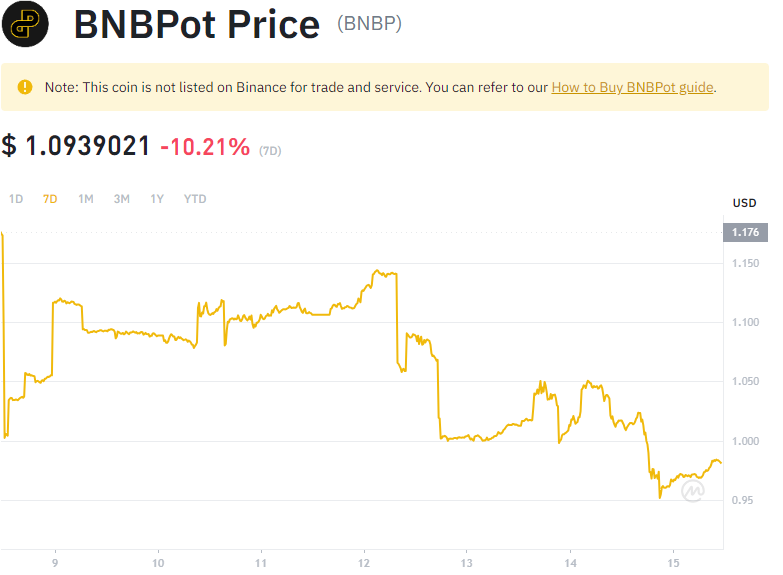 BNBPot Price (BNBP)
Note: This coin is not listed on Binance for trade and service. You can refer to our How to Buy BNBPot guide.
$ 1.0939021 -10.21% (7D)
1D 7D 1M 3M 1Y YTD
USD
1.176
1.150
1.100
1.050
1.000
0.95
9 10 11 12 13 14 15